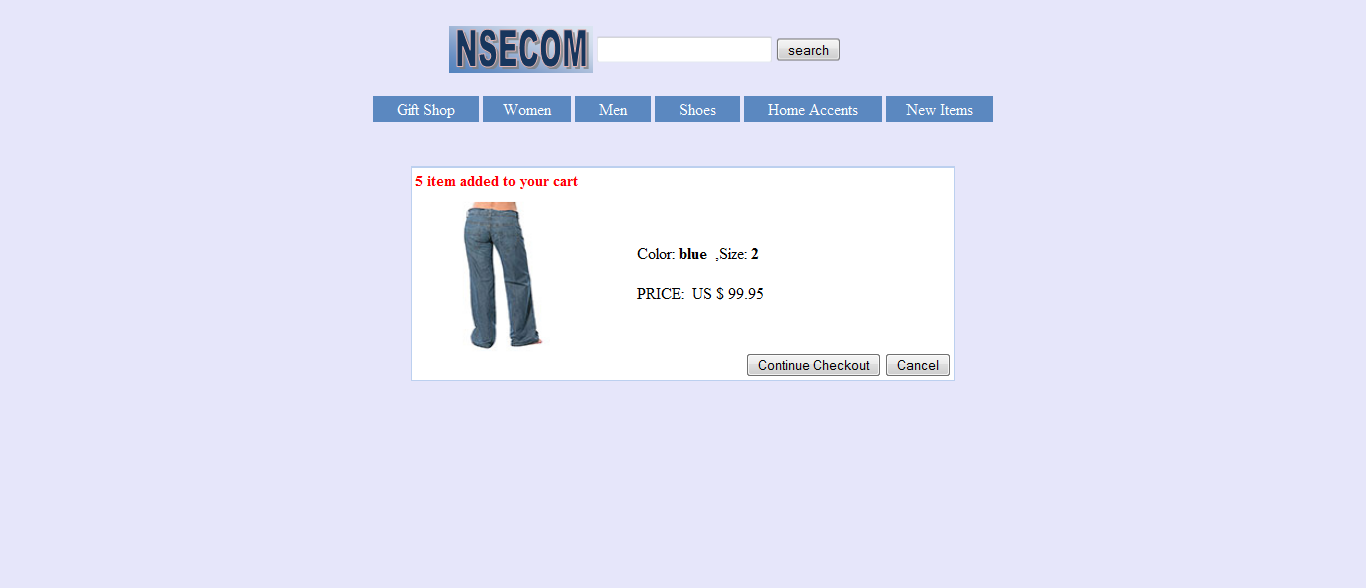 NSECOM search
Gift Shop Women Men Shoes Home Accents New Items
5 item added to your cart
Color: blue ,Size: 2
PRICE: US $ 99.95
Continue Checkout Cancel